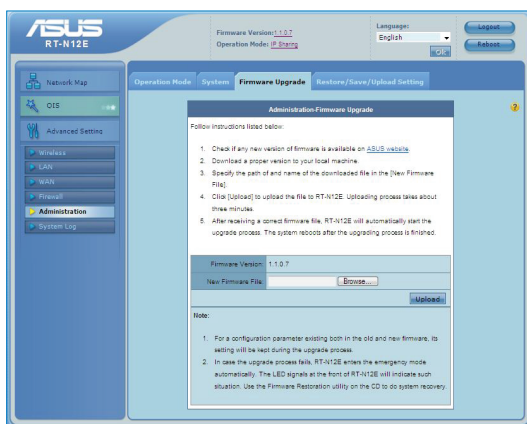 ASUS
RT-N12E
Firmware Version:1.1.0.7
Operation Mode: IP Sharing
Language:
English
OK
Logout
Reboot
Network Map
QIS
Advanced Setting
Wireless
LAN
WAN
Firewall
Administration
System Log
Operation Mode
System
Firmware Upgrade
Restore/Save/Upload Setting
Administration-Firmware Upgrade
Follow instructions listed below:
1. Check if any new version of firmware is available on ASUS website.
2. Download a proper version to your local machine.
3. Specify the path of and name of the downloaded file in the [New Firmware
File].
4. Click [Upload] to upload the file to RT-N12E. Uploading process takes about
three minutes.
5. After receiving a correct firmware file, RT-N12E will automatically start the
upgrade process. The system reboots after the upgrading process is finished.
Firmware Version: 1.1.0.7
New Firmware File:
Browse...
Upload
Note:
1. For a configuration parameter existing both in the old and new firmware, its
setting will be kept during the upgrade process.
2. In case the upgrade process fails, RT-N12E enters the emergency mode
automatically. The LED signals at the front of RT-N12E will indicate such
situation. Use the Firmware Restoration utility on the CD to do system recovery.